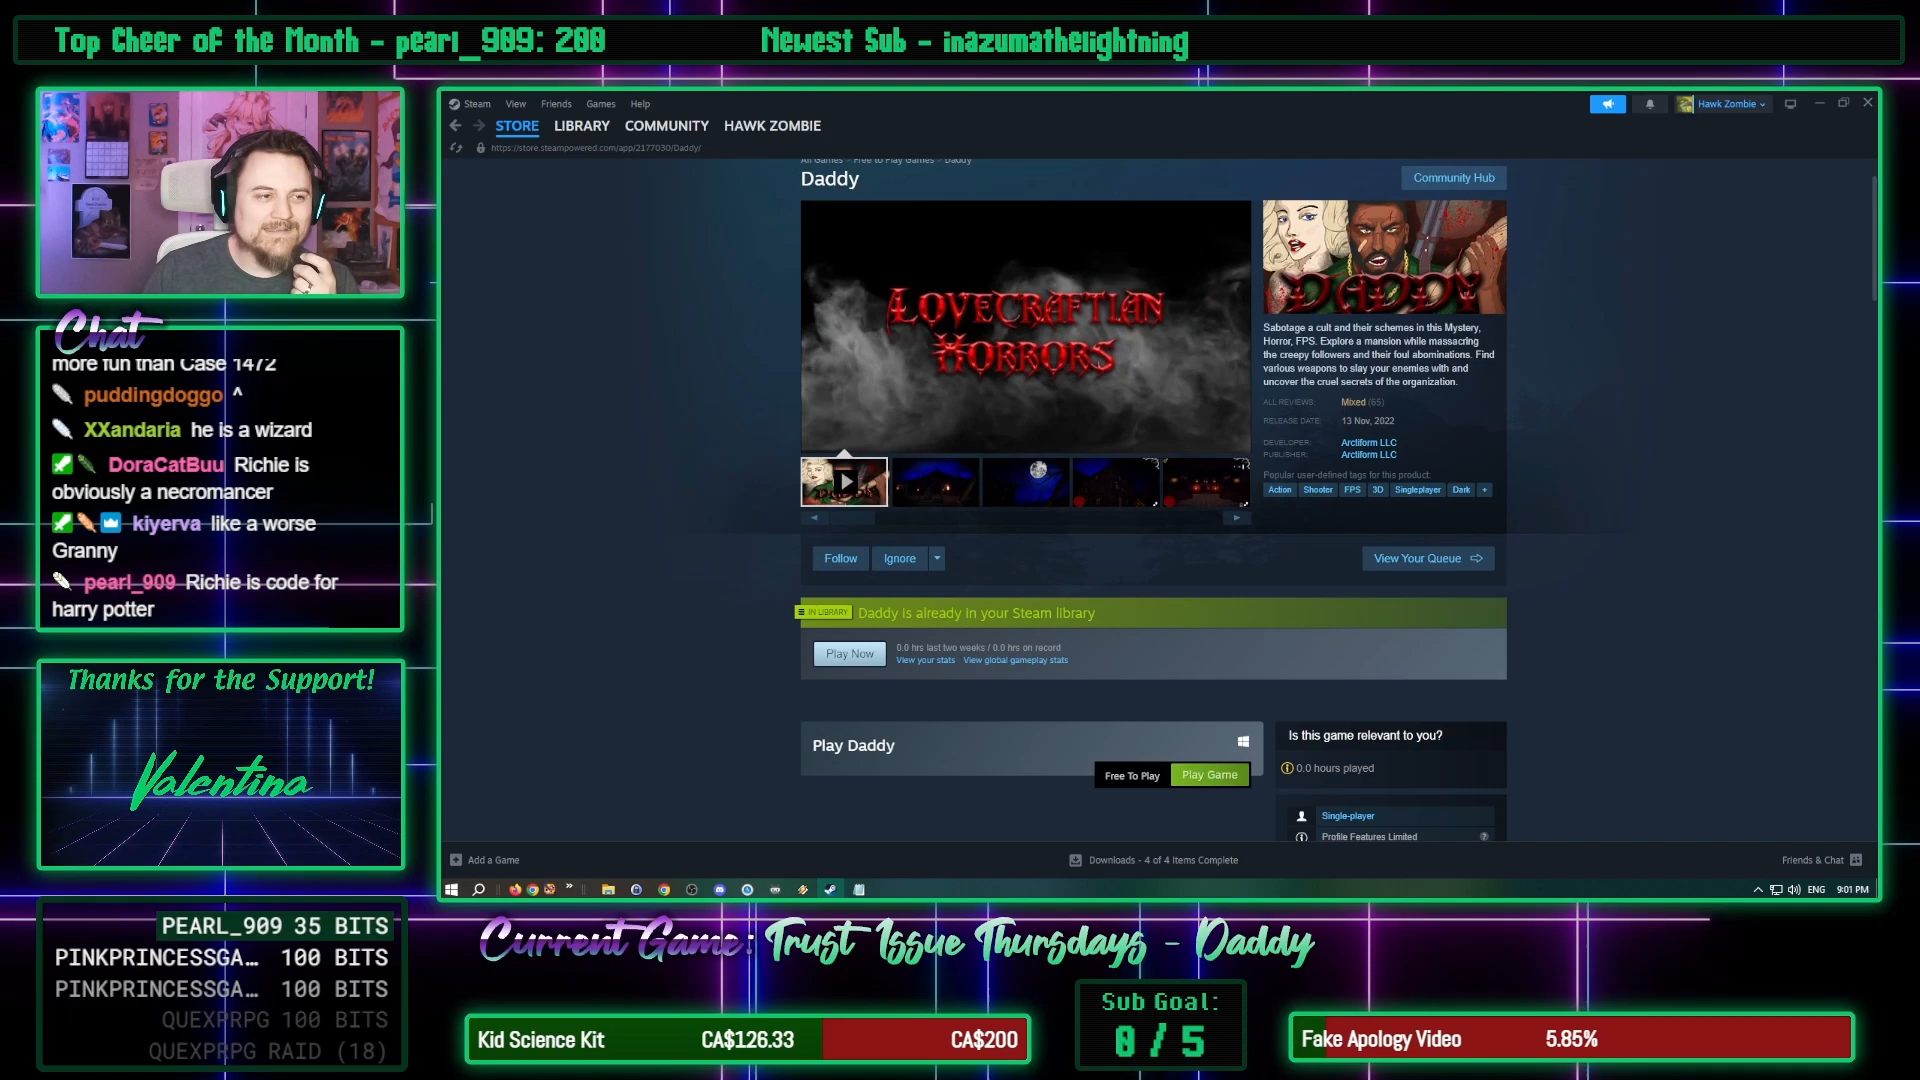 Top Cheer of the Month - pearl_909: 200
Newest Sub - inazumathelightning
Steam View Friends Games Help
Hawk Zombie
STORE LIBRARY COMMUNITY HAWK ZOMBIE
https://store.steampowered.com/app/2177030/Daddy/
All Games > Free to Play Games > Daddy
Daddy
Community Hub
LOVECRAFTIAN
HORRORS
DADDY
Sabotage a cult and their schemes in this Mystery,
Horror, FPS. Explore a mansion while massacring
the creepy followers and their foul abominations. Find
various weapons to slay your enemies with and
uncover the cruel secrets of the organization.
ALL REVIEWS: Mixed (65)
RELEASE DATE: 13 Nov, 2022
DEVELOPER: Arctiform LLC
PUBLISHER: Arctiform LLC
Popular user-defined tags for this product:
Action Shooter FPS 3D Singleplayer Dark +
Follow Ignore
View Your Queue
IN LIBRARY Daddy is already in your Steam library
Play Now
0.0 hrs last two weeks / 0.0 hrs on record
View your stats View global gameplay stats
Play Daddy
Free To Play Play Game
Is this game relevant to you?
0.0 hours played
Single-player
Profile Features Limited
Add a Game
Downloads - 4 of 4 Items Complete
Friends & Chat
ENG 9:01 PM
Chat
more fun than Case 1472
puddingdoggo ^
XXandaria he is a wizard
DoraCatBuu Richie is
obviously a necromancer
kiyerva like a worse
Granny
pearl_909 Richie is code for
harry potter
Thanks for the Support!
Valentina
PEARL_909 35 BITS
PINKPRINCESSGA… 100 BITS
PINKPRINCESSGA… 100 BITS
QUEXPRPG 100 BITS
QUEXPRPG RAID (18)
Current Game: Trust Issue Thursdays - Daddy
Kid Science Kit CA$126.33 CA$200
Sub Goal:
0 / 5
Fake Apology Video 5.85%